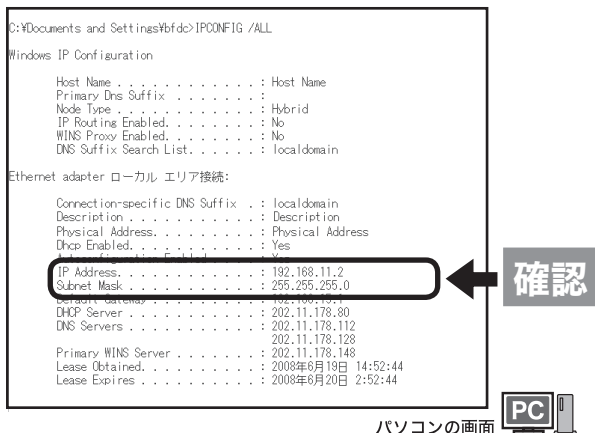 C:¥Documents and Settings¥bfdc>IPCONFIG /ALL
Windows IP Configuration
Host Name . . . . . . . . . . . . : Host Name
Primary Dns Suffix . . . . . . . :
Node Type . . . . . . . . . . . . : Hybrid
IP Routing Enabled. . . . . . . . : No
WINS Proxy Enabled. . . . . . . . : No
DNS Suffix Search List. . . . . . : localdomain
Ethernet adapter ローカル エリア接続:
Connection-specific DNS Suffix . : localdomain
Description . . . . . . . . . . . : Description
Physical Address. . . . . . . . . : Physical Address
Dhcp Enabled. . . . . . . . . . . : Yes
Autoconfiguration Enabled . . . . : Yes
IP Address. . . . . . . . . . . . : 192.168.11.2
Subnet Mask . . . . . . . . . . . : 255.255.255.0
Default Gateway . . . . . . . . . :
DHCP Server . . . . . . . . . . . : 202.11.178.80
DNS Servers . . . . . . . . . . . : 202.11.178.112
202.11.178.128
Primary WINS Server . . . . . . . : 202.11.178.148
Lease Obtained. . . . . . . . . . : 2008年6月19日 14:52:44
Lease Expires . . . . . . . . . . : 2008年6月20日 2:52:44
確認
パソコンの画面
PC